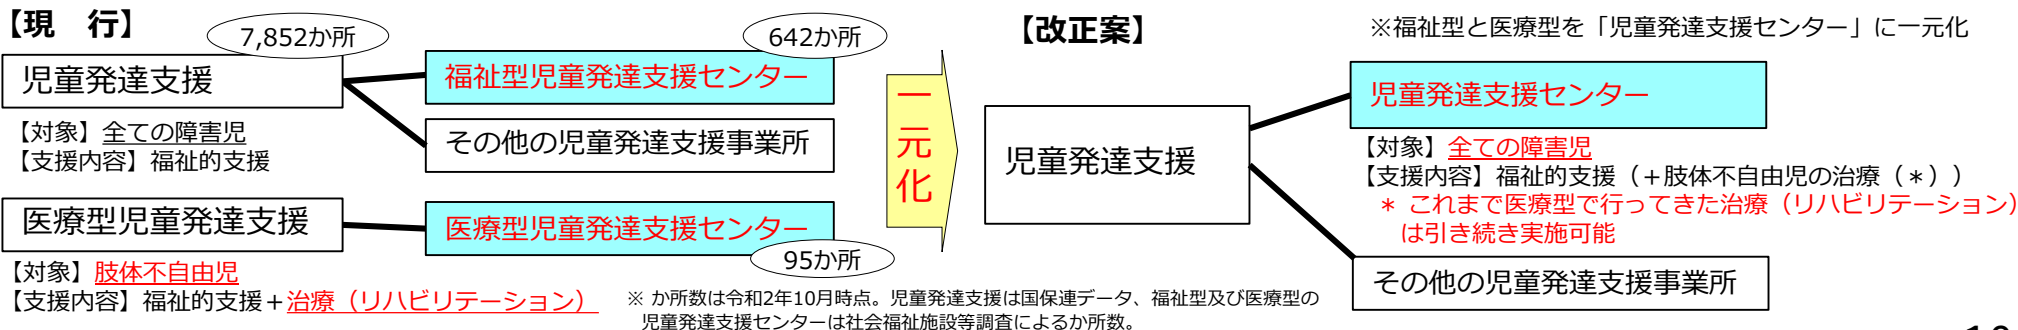 【現　行】
7,852か所
642か所
児童発達支援
福祉型児童発達支援センター
【対象】全ての障害児
【支援内容】福祉的支援
その他の児童発達支援事業所
医療型児童発達支援
医療型児童発達支援センター
95か所
【対象】肢体不自由児
【支援内容】福祉的支援＋治療（リハビリテーション）
一元化
【改正案】
※福祉型と医療型を「児童発達支援センター」に一元化
児童発達支援
児童発達支援センター
【対象】全ての障害児
【支援内容】福祉的支援（＋肢体不自由児の治療（＊））
＊ これまで医療型で行ってきた治療（リハビリテーション）
は引き続き実施可能
その他の児童発達支援事業所
※ か所数は令和2年10月時点。児童発達支援は国保連データ、福祉型及び医療型の
児童発達支援センターは社会福祉施設等調査によるか所数。